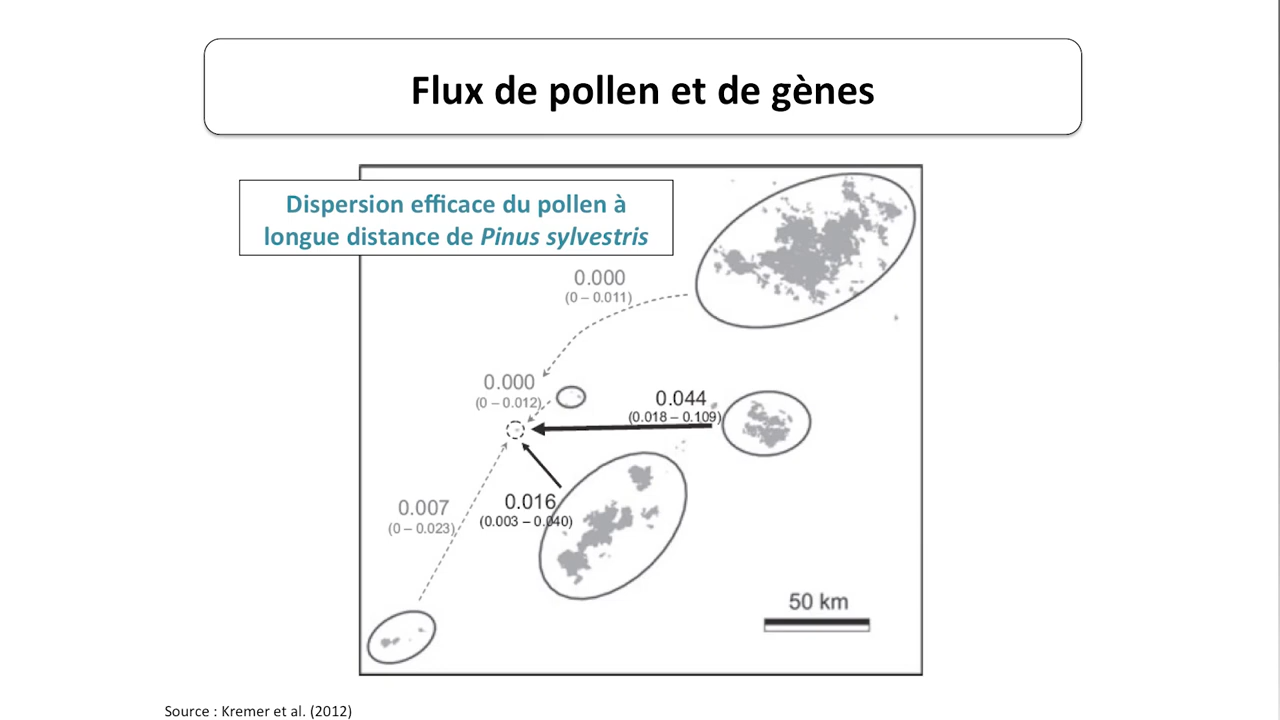 Flux de pollen et de gènes
Dispersion efficace du pollen à
longue distance de Pinus sylvestris
0.000
(0 – 0.011)
0.000
(0 – 0.012)
0.044
(0.018 – 0.109)
0.016
(0.003 – 0.040)
0.007
(0 – 0.023)
50 km
Source : Kremer et al. (2012)